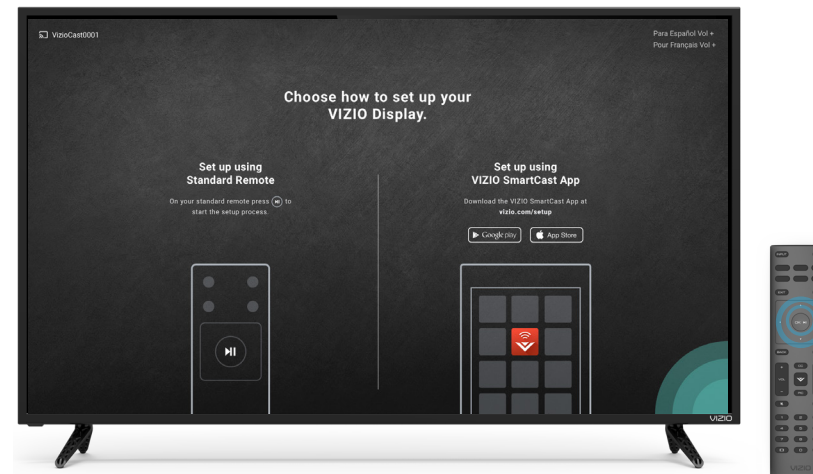 VizioCast0001
Para Español Vol +
Pour Français Vol +
Choose how to set up your
VIZIO Display.
Set up using
Standard Remote
On your standard remote press to
start the setup process.
Set up using
VIZIO SmartCast App
Download the VIZIO SmartCast App at
vizio.com/setup
Google play
App Store
VIZIO
INPUT
VIZIO